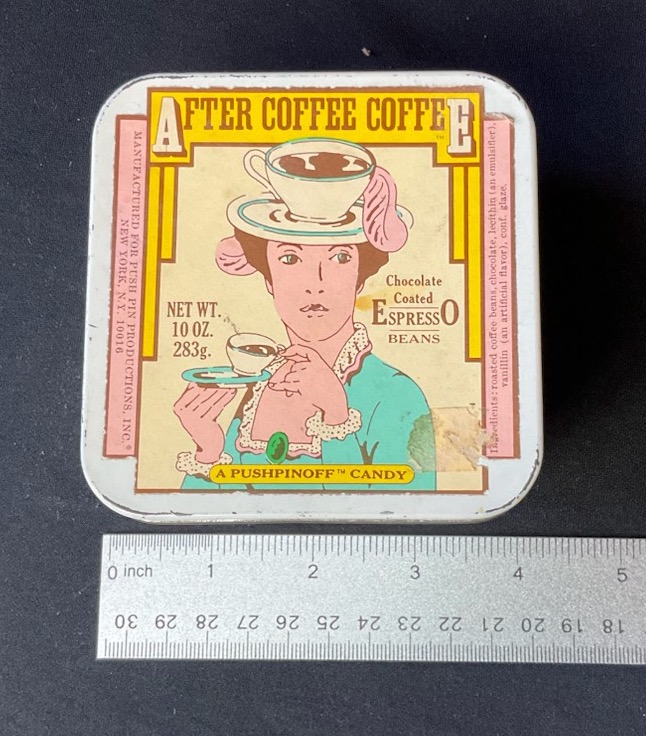 AFTER COFFEE COFFEE
™
MANUFACTURED FOR PUSH PIN PRODUCTIONS, INC.®
NEW YORK, N.Y. 10016
NET WT.
10 OZ.
283g.
Chocolate
Coated
ESPRESSO
BEANS
Ingredients: roasted coffee beans, chocolate, lecithin (an emulsifier),
vanillin (an artificial flavor), conf. glaze.
A PUSHPINOFF™ CANDY
0 inch 1 2 3 4 5
30 29 28 27 26 25 24 23 22 21 20 19 18